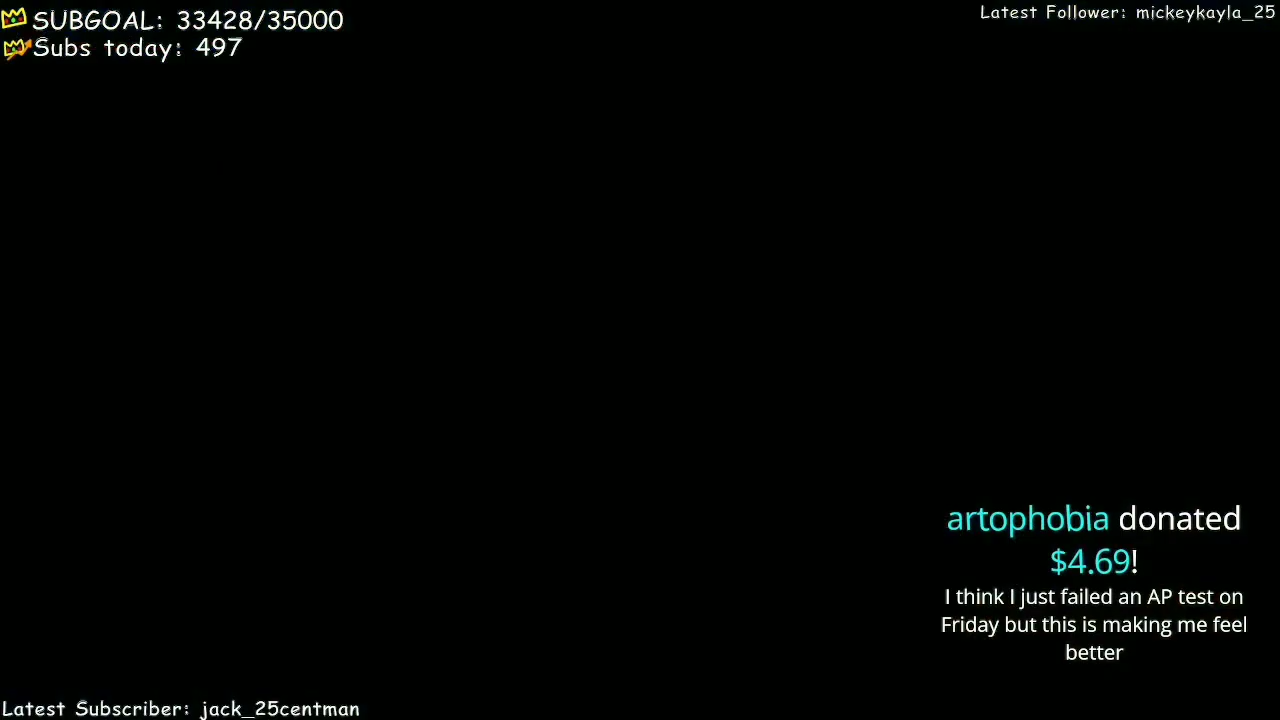 SUBGOAL: 33428/35000
Subs today: 497
Latest Follower: mickeykayla_25
artophobia donated
$4.69!
I think I just failed an AP test on
Friday but this is making me feel
better
Latest Subscriber: jack_25centman